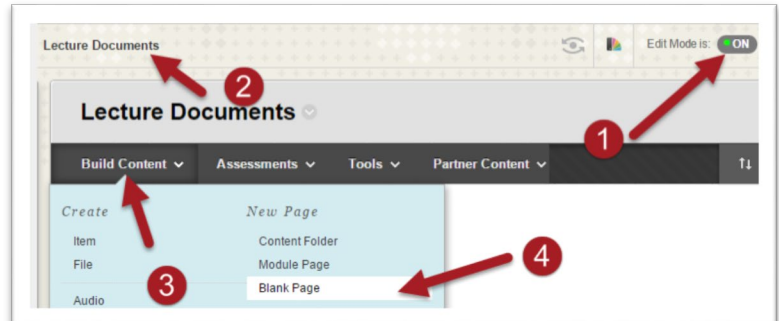 Lecture Documents
Edit Mode is: ON
2
Lecture Documents
1
Build Content Assessments Tools Partner Content
Create New Page
Item Content Folder
File Module Page
4
3
Blank Page
Audio